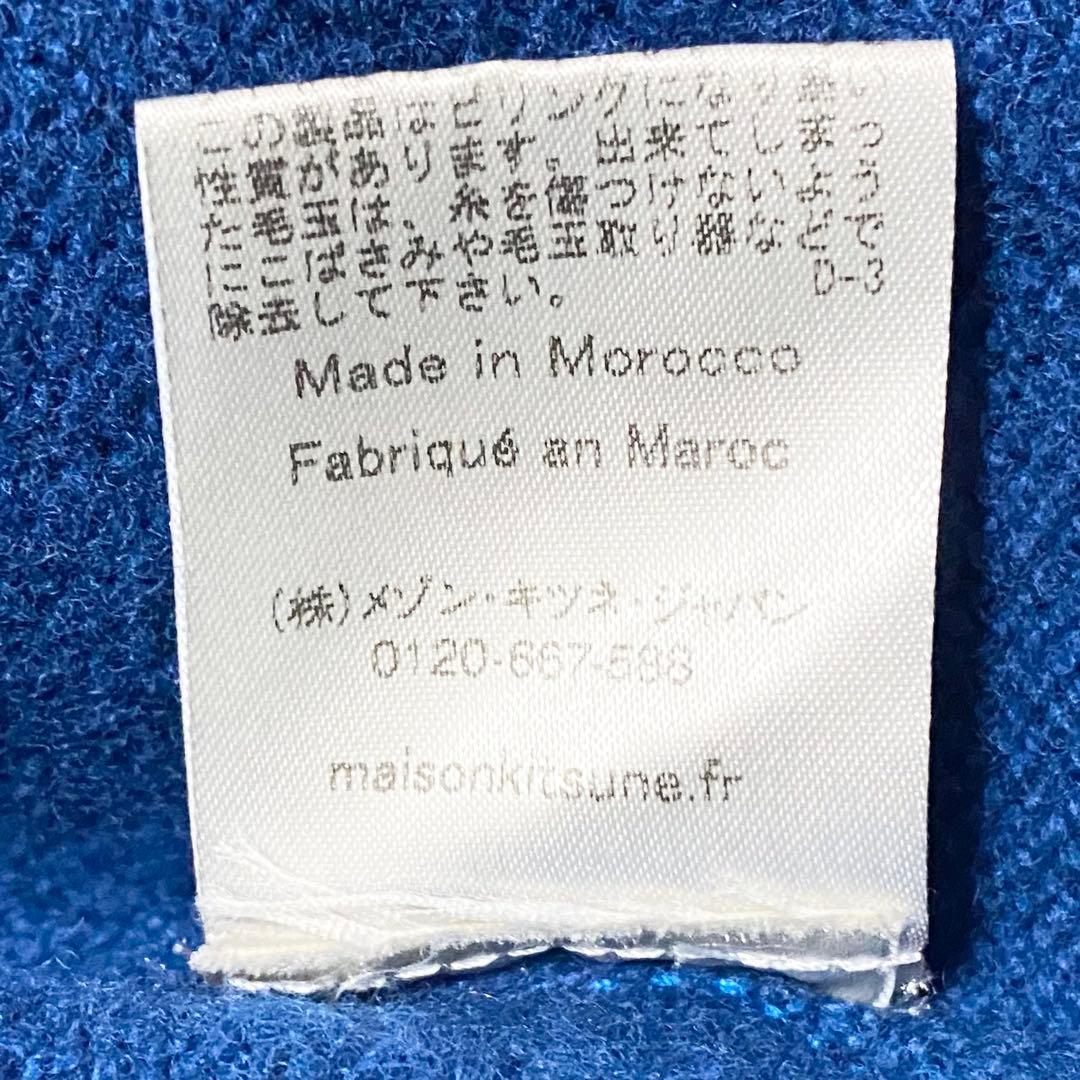 この製品はピリングになり易い
性質があります。出来てしまっ
た毛玉は、糸を傷つけないよう
にこばさみや毛玉取り器などで
除去して下さい。 D-3
Made in Morocco
Fabriqué an Maroc
(株)メゾン・キツネ・ジャパン
0120-667-588
maisonkitsune.fr